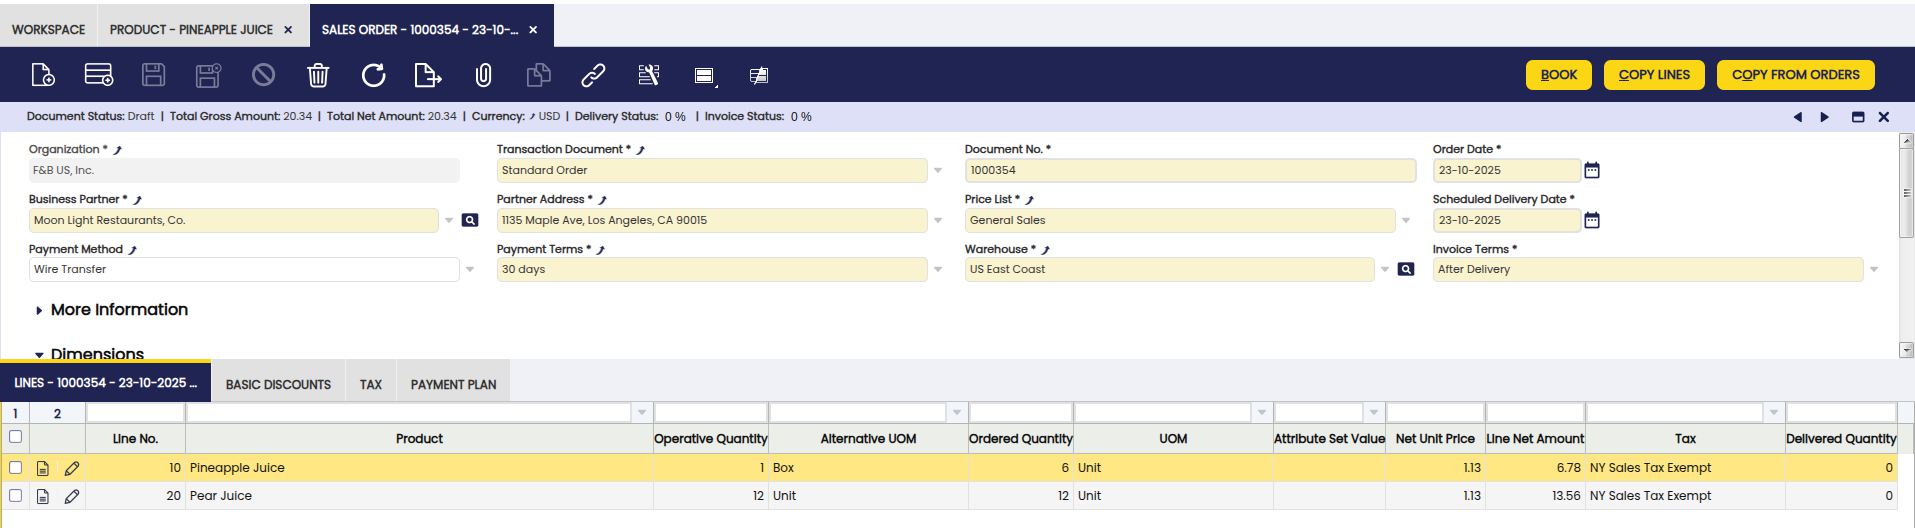 WORKSPACE PRODUCT - PINEAPPLE JUICE SALES ORDER - 1000354 - 23-10-...
BOOK COPY LINES COPY FROM ORDERS
Document Status: Draft | Total Gross Amount: 20.34 | Total Net Amount: 20.34 | Currency: USD | Delivery Status: 0 % | Invoice Status: 0 %
Organization * Transaction Document * Document No. * Order Date *
F&B US, Inc. Standard Order 1000354 23-10-2025
Business Partner * Partner Address * Price List * Scheduled Delivery Date *
Moon Light Restaurants, Co. 1135 Maple Ave, Los Angeles, CA 90015 General Sales 23-10-2025
Payment Method Payment Terms * Warehouse * Invoice Terms *
Wire Transfer 30 days US East Coast After Delivery
More Information
Dimensions
LINES - 1000354 - 23-10-2025 ... BASIC DISCOUNTS TAX PAYMENT PLAN
1 2
Line No. Product Operative Quantity Alternative UOM Ordered Quantity UOM Attribute Set Value Net Unit Price Line Net Amount Tax Delivered Quantity
10 Pineapple Juice 1 Box 6 Unit 1.13 6.78 NY Sales Tax Exempt 0
20 Pear Juice 12 Unit 12 Unit 1.13 13.56 NY Sales Tax Exempt 0